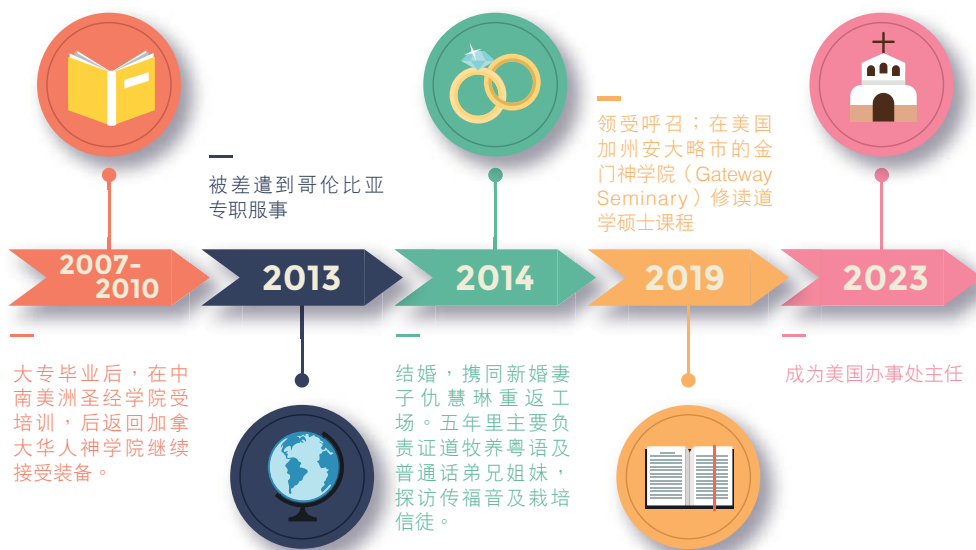 2007-
2010
大专毕业后，在中
南美洲圣经学院受
培训，后返回加拿
大华人神学院继续
接受装备。
2013
被差遣到哥伦比亚
专职服事
2014
结婚，携同新婚妻
子仇慧琳重返工
场。五年里主要负
责证道牧养粤语及
普通话弟兄姐妹，
探访传福音及栽培
信徒。
2019
领受呼召；在美国
加州安大略市的金
门神学院（Gateway
Seminary）修读道
学硕士课程
2023
成为美国办事处主任